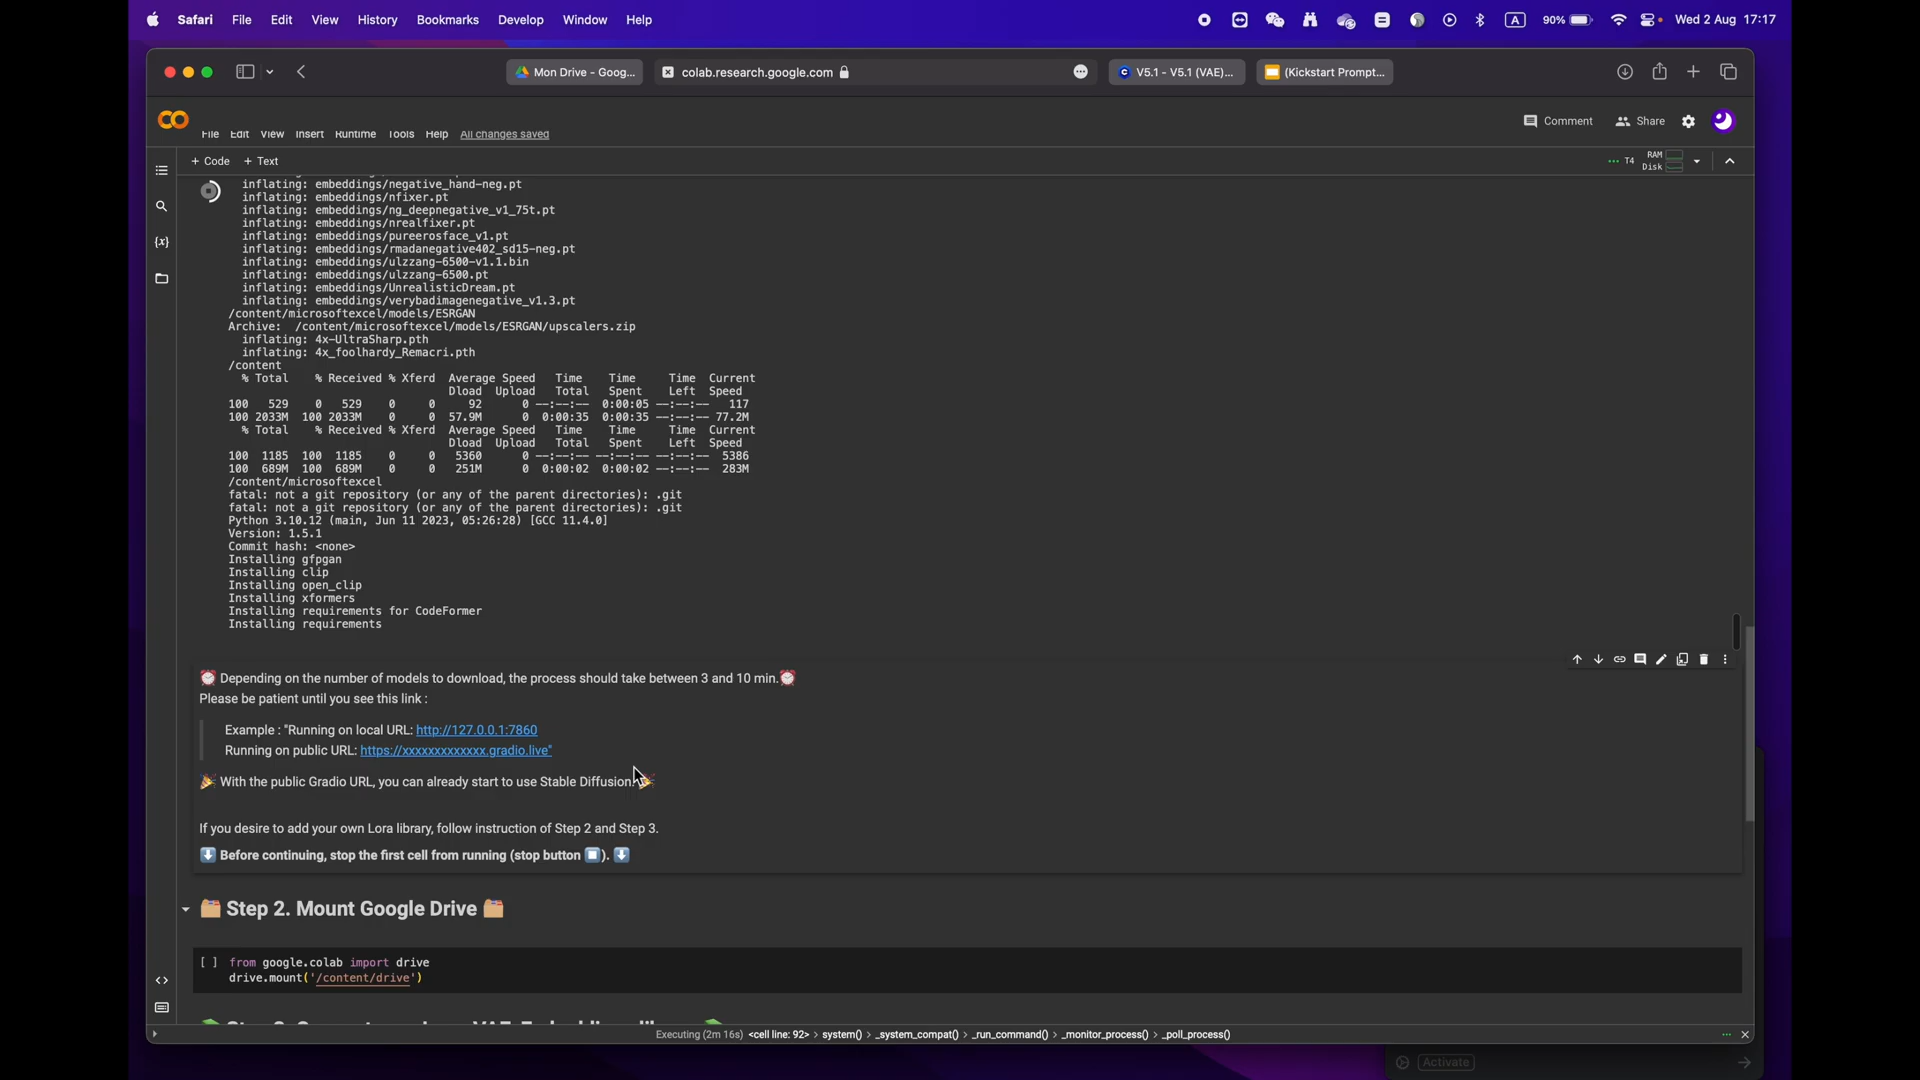 Safari File Edit View History Bookmarks Develop Window Help
A 90% Wed 2 Aug 17:17
Mon Drive - Goog... colab.research.google.com V5.1 - V5.1 (VAE)... (Kickstart Prompt...
File Edit View Insert Runtime Tools Help All changes saved
Comment Share
+ Code + Text
T4 RAM
Disk
inflating: embeddings/negative_hand-neg.pt
inflating: embeddings/nfixer.pt
inflating: embeddings/ng_deepnegative_v1_75t.pt
inflating: embeddings/nrealfixer.pt
inflating: embeddings/pureerosface_v1.pt
inflating: embeddings/rmadanegative402_sd15-neg.pt
inflating: embeddings/ulzzang-6500-v1.1.bin
inflating: embeddings/ulzzang-6500.pt
inflating: embeddings/UnrealisticDream.pt
inflating: embeddings/verybadimagenegative_v1.3.pt
/content/microsoftexcel/models/ESRGAN
Archive: /content/microsoftexcel/models/ESRGAN/upscalers.zip
inflating: 4x-UltraSharp.pth
inflating: 4x_foolhardy_Remacri.pth
/content
% Total % Received % Xferd Average Speed Time Time Time Current
Dload Upload Total Spent Left Speed
100 529 0 529 0 0 92 0 --:--:-- 0:00:05 --:--:-- 117
100 2033M 100 2033M 0 0 57.9M 0 0:00:35 0:00:35 --:--:-- 77.2M
% Total % Received % Xferd Average Speed Time Time Time Current
Dload Upload Total Spent Left Speed
100 1185 100 1185 0 0 5360 0 --:--:-- --:--:-- --:--:-- 5386
100 689M 100 689M 0 0 251M 0 0:00:02 0:00:02 --:--:-- 283M
/content/microsoftexcel
fatal: not a git repository (or any of the parent directories): .git
fatal: not a git repository (or any of the parent directories): .git
Python 3.10.12 (main, Jun 11 2023, 05:26:28) [GCC 11.4.0]
Version: 1.5.1
Commit hash: <none>
Installing gfpgan
Installing clip
Installing open_clip
Installing xformers
Installing requirements for CodeFormer
Installing requirements
⏰ Depending on the number of models to download, the process should take between 3 and 10 min.⏰
Please be patient until you see this link :
Example : "Running on local URL: http://127.0.0.1:7860
Running on public URL: https://xxxxxxxxxxxxx.gradio.live"
🎉 With the public Gradio URL, you can already start to use Stable Diffusion! 🎉
If you desire to add your own Lora library, follow instruction of Step 2 and Step 3.
⬇️ Before continuing, stop the first cell from running (stop button ⏹️). ⬇️
🗂️ Step 2. Mount Google Drive 🗂️
[ ] from google.colab import drive
drive.mount('/content/drive')
Executing (2m 16s) <cell line: 92> > system() > _system_compat() > _run_command() > _monitor_process() > _poll_process()
Activate